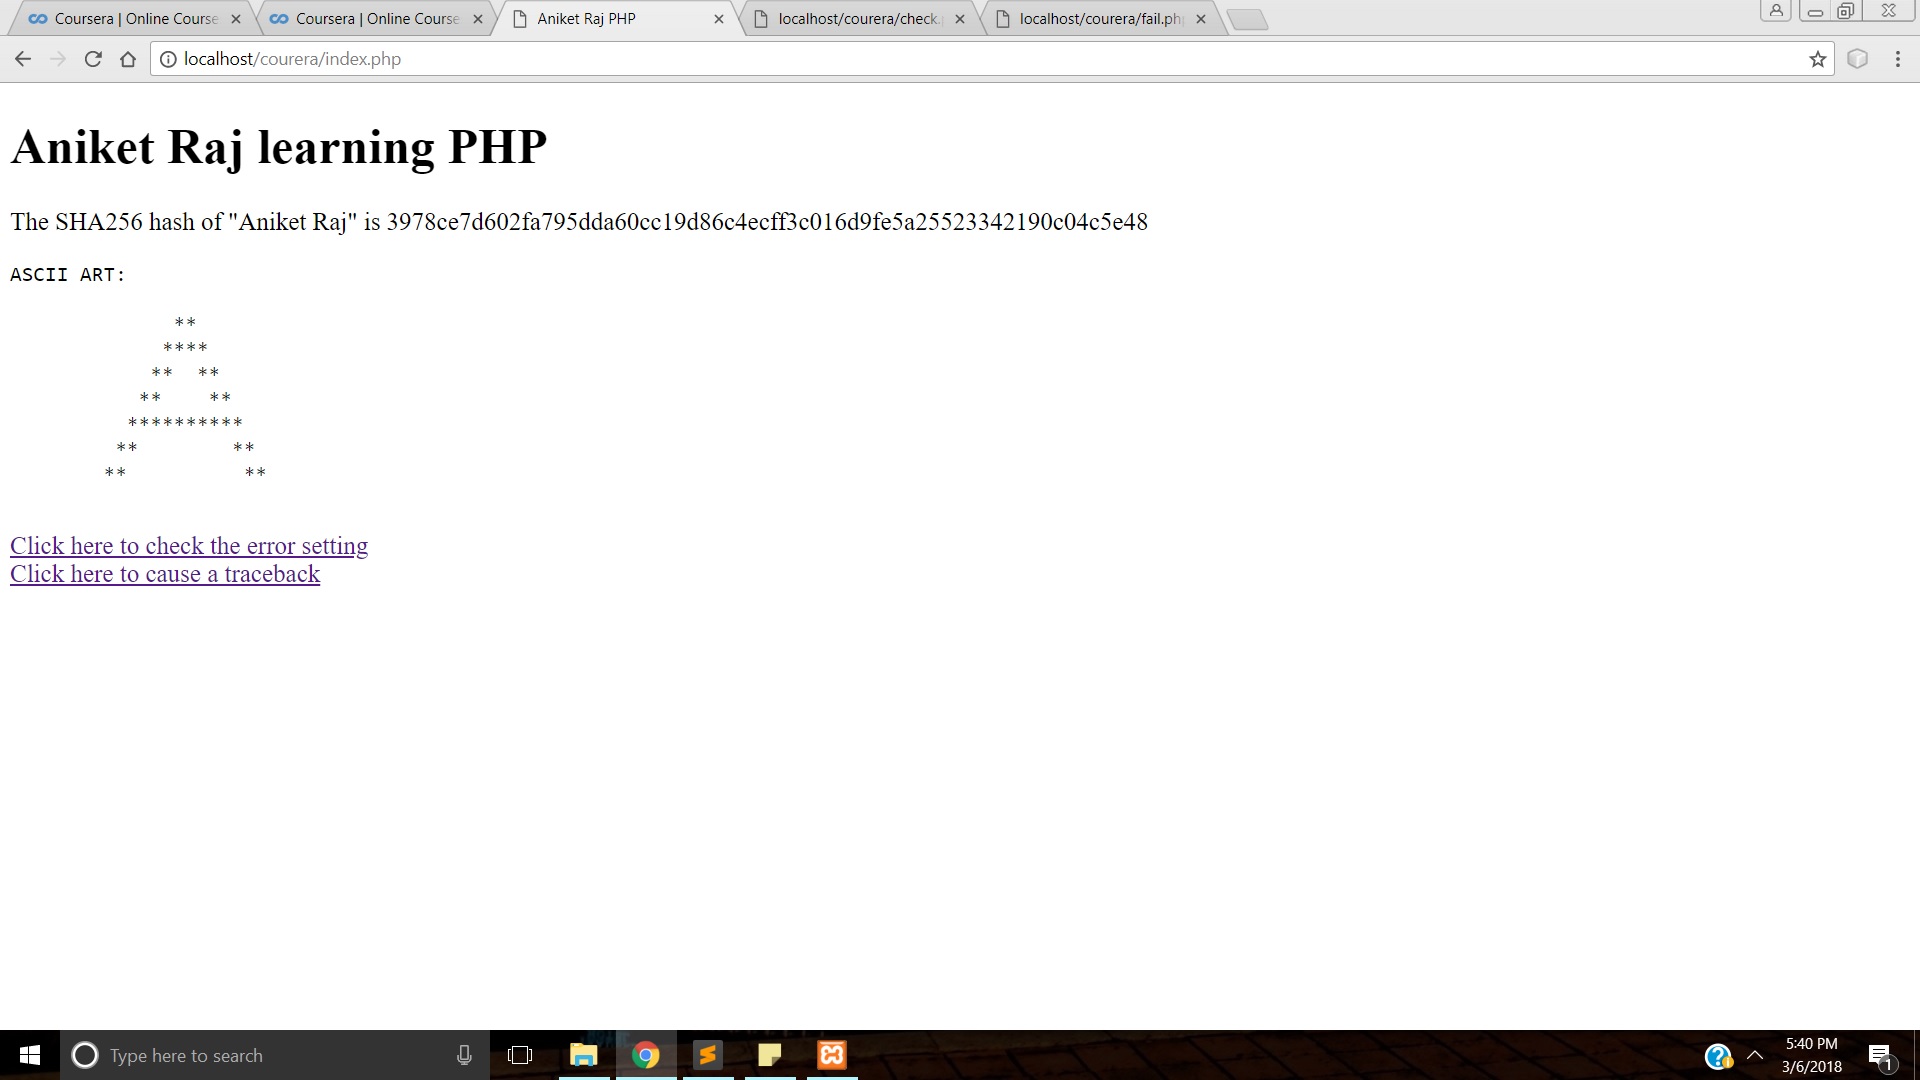 Coursera | Online Course
Coursera | Online Course
Aniket Raj PHP
localhost/courera/check.
localhost/courera/fail.ph
localhost/courera/index.php
Aniket Raj learning PHP
The SHA256 hash of "Aniket Raj" is 3978ce7d602fa795dda60cc19d86c4ecff3c016d9fe5a25523342190c04c5e48
ASCII ART:
              **
             ****
            **  **
           **    **
          **********
         **        **
        **          **
Click here to check the error setting
Click here to cause a traceback
Type here to search
5:40 PM
3/6/2018
1